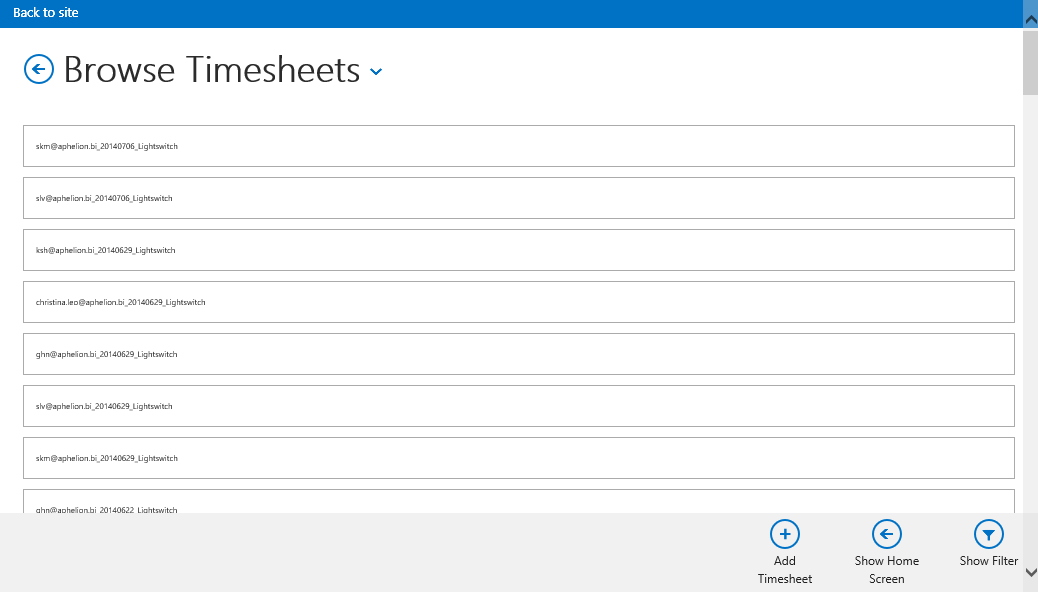 Back to site
Browse Timesheets
skm@aphelion.bi_20140706_Lightswitch
slv@aphelion.bi_20140706_Lightswitch
ksh@aphelion.bi_20140629_Lightswitch
christina.leo@aphelion.bi_20140629_Lightswitch
ghn@aphelion.bi_20140629_Lightswitch
slv@aphelion.bi_20140629_Lightswitch
skm@aphelion.bi_20140629_Lightswitch
ghn@aphelion.bi_20140622_Lightswitch
Add
Timesheet
Show Home
Screen
Show Filter